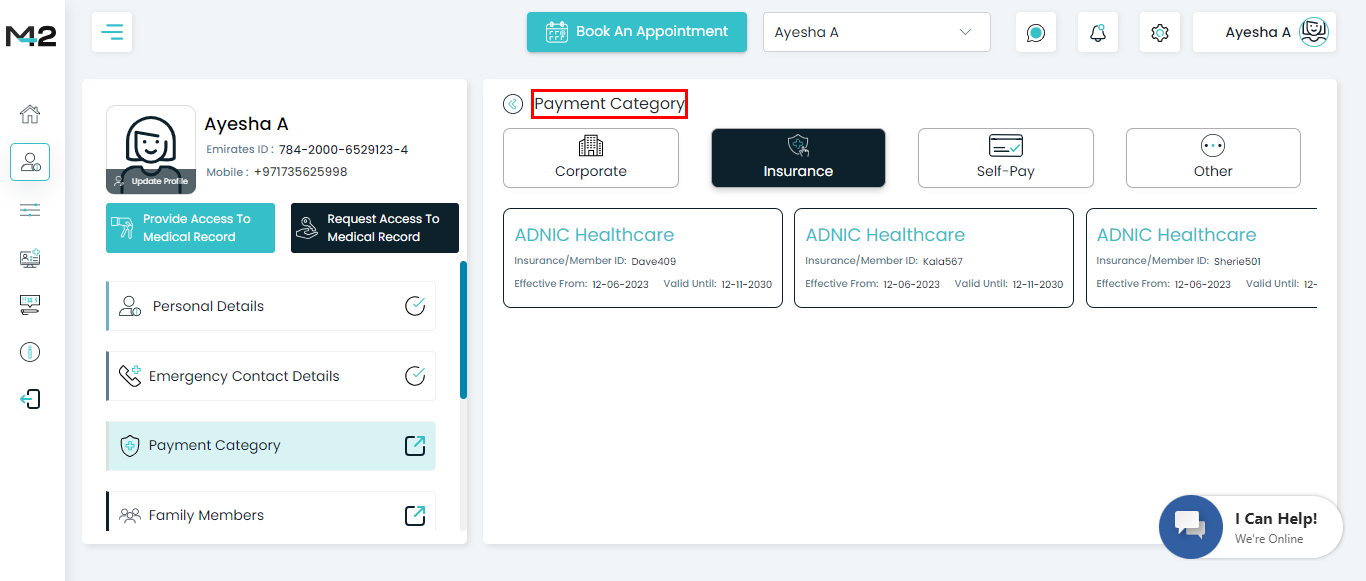 M42
Book An Appointment
Ayesha A
Ayesha A
Ayesha A
Emirates ID : 784-2000-6529123-4
Mobile : +971735625998
Update Profile
Provide Access To
Medical Record
Request Access To
Medical Record
Personal Details
Emergency Contact Details
Payment Category
Family Members
Payment Category
Corporate
Insurance
Self-Pay
Other
ADNIC Healthcare
Insurance/Member ID: Dave409
Effective From: 12-06-2023 Valid Until: 12-11-2030
ADNIC Healthcare
Insurance/Member ID: Kala567
Effective From: 12-06-2023 Valid Until: 12-11-2030
ADNIC Healthcare
Insurance/Member ID: Sherie501
Effective From: 12-06-2023 Valid Until: 12-
I Can Help!
We're Online